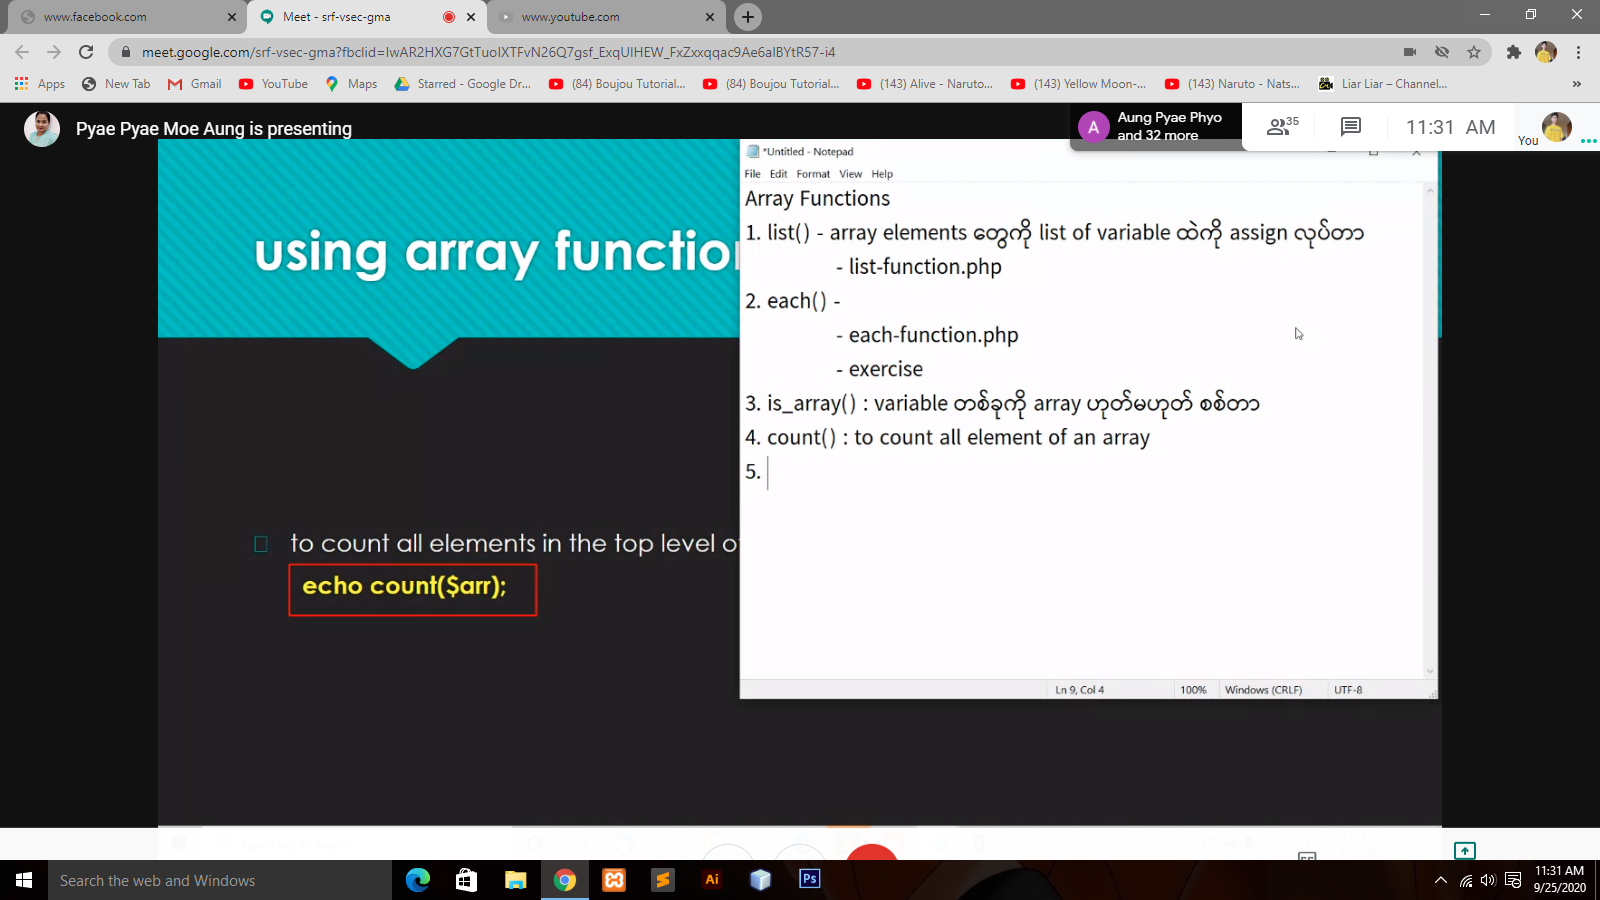 www.facebook.com
Meet - srf-vsec-gma
www.youtube.com
meet.google.com/srf-vsec-gma?fbclid=IwAR2HXG7GtTuoIXTFvN26Q7gsf_ExqUIHEW_FxZxxqqac9Ae6aIBYtR57-i4
Apps
New Tab
Gmail
YouTube
Maps
Starred - Google Dr...
(84) Boujou Tutorial...
(84) Boujou Tutorial...
(143) Alive - Naruto...
(143) Yellow Moon-...
(143) Naruto - Nats...
Liar Liar – Channel...
»
Pyae Pyae Moe Aung is presenting
A
Aung Pyae Phyo
and 32 more
35
11:31 AM
You
using array function
to count all elements in the top level of
echo count($arr);
*Untitled - Notepad
File Edit Format View Help
Array Functions
1. list() - array elements တွေကို list of variable ထဲကို assign လုပ်တာ
- list-function.php
2. each() -
- each-function.php
- exercise
3. is_array() : variable တစ်ခုကို array ဟုတ်မဟုတ် စစ်တာ
4. count() : to count all element of an array
5.
Ln 9, Col 4
100%
Windows (CRLF)
UTF-8
Search the web and Windows
Ai
Ps
11:31 AM
9/25/2020